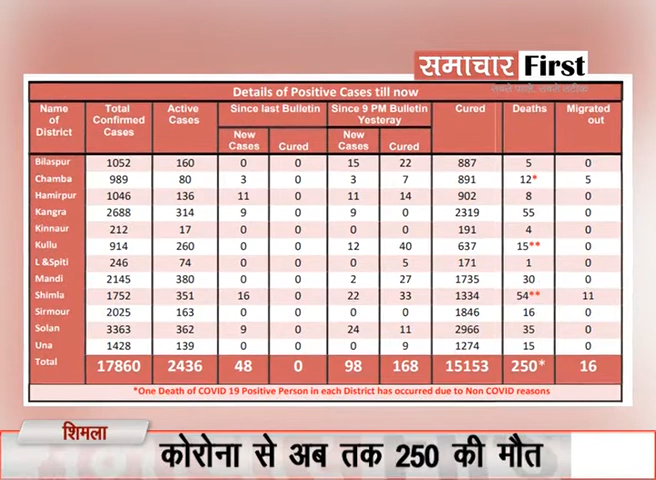 समाचार First
Details of Positive Cases till now
Name of District Total Confirmed Cases Active Cases Since last Bulletin Since 9 PM Bulletin Yesteray Cured Deaths Migrated out
New Cases Cured New Cases Cured
Bilaspur 1052 160 0 0 15 22 887 5 0
Chamba 989 80 3 0 3 7 891 12* 5
Hamirpur 1046 136 11 0 11 14 902 8 0
Kangra 2688 314 9 0 9 0 2319 55 0
Kinnaur 212 17 0 0 0 0 191 4 0
Kullu 914 260 0 0 12 40 637 15** 0
L &Spiti 246 74 0 0 0 5 171 1 0
Mandi 2145 380 0 0 2 27 1735 30 0
Shimla 1752 351 16 0 22 33 1334 54** 11
Sirmour 2025 163 0 0 0 0 1846 16 0
Solan 3363 362 9 0 24 11 2966 35 0
Una 1428 139 0 0 0 9 1274 15 0
Total 17860 2436 48 0 98 168 15153 250* 16
*One Death of COVID 19 Positive Person in each District has occurred due to Non COVID reasons
शिमला
कोरोना से अब तक 250 की मौत